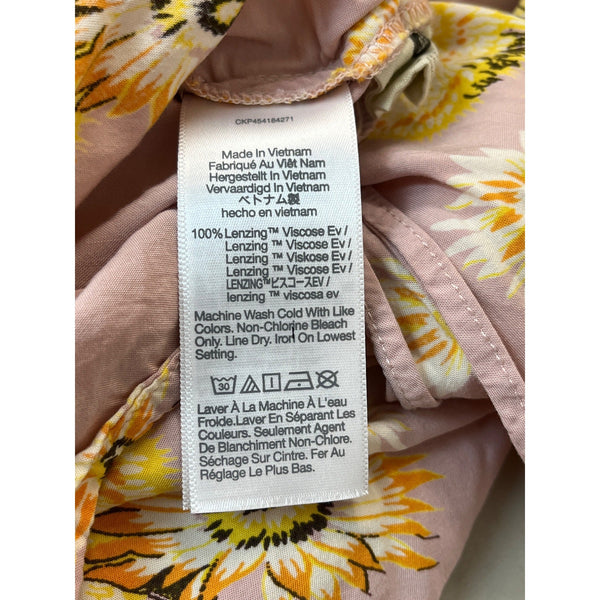 CKP454184271
Made In Vietnam
Fabriqué Au Viêt Nam
Hergestellt In Vietnam
Vervaardigd In Vietnam
ベトナム製
hecho en vietnam
100% Lenzing™ Viscose Ev /
Lenzing™ Viscose Ev /
Lenzing™ Viskose Ev /
Lenzing™ Viscose Ev /
LENZING™ビスコースEV /
lenzing ™ viscosa ev
Machine Wash Cold With Like
Colors. Non-Chlorine Bleach
Only. Line Dry. Iron On Lowest
Setting.
30
Laver À La Machine À L'eau
Froide.Laver En Séparant Les
Couleurs. Seulement Agent
De Blanchiment Non-Chlore.
Séchage Sur Cintre. Fer Au
Réglage Le Plus Bas.